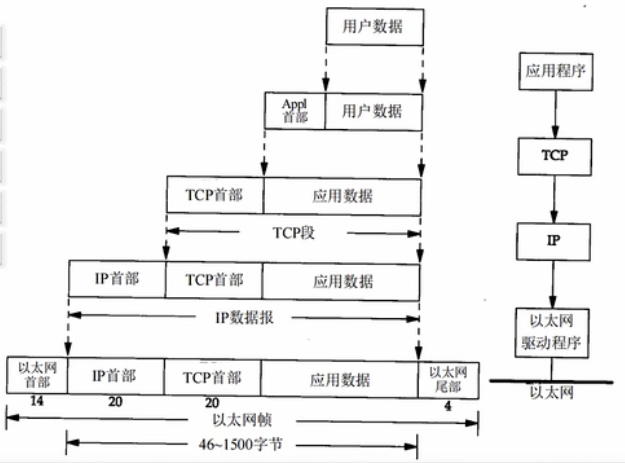 用户数据
Appl
首部
用户数据
应用程序
TCP首部
应用数据
TCP
TCP段
IP首部
TCP首部
应用数据
IP
IP数据报
以太网
驱动程序
以太网
首部
IP首部
TCP首部
应用数据
以太网
尾部
以太网
14
20
20
4
以太网帧
46~1500字节